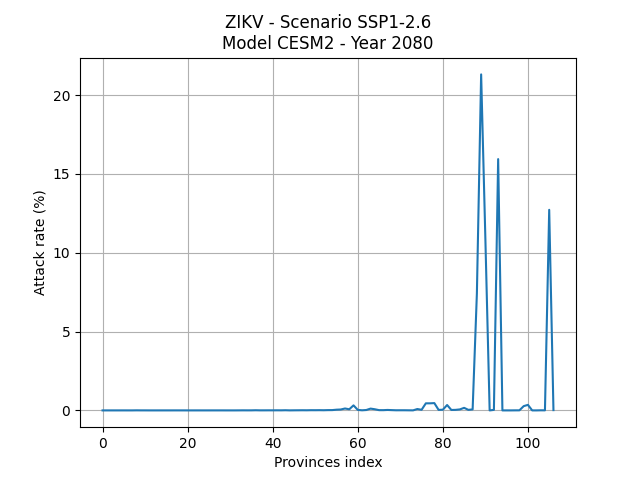 ZIKV - Scenario SSP1-2.6
Model CESM2 - Year 2080
Attack rate (%)
20
15
10
5
0
0 20 40 60 80 100
Provinces index